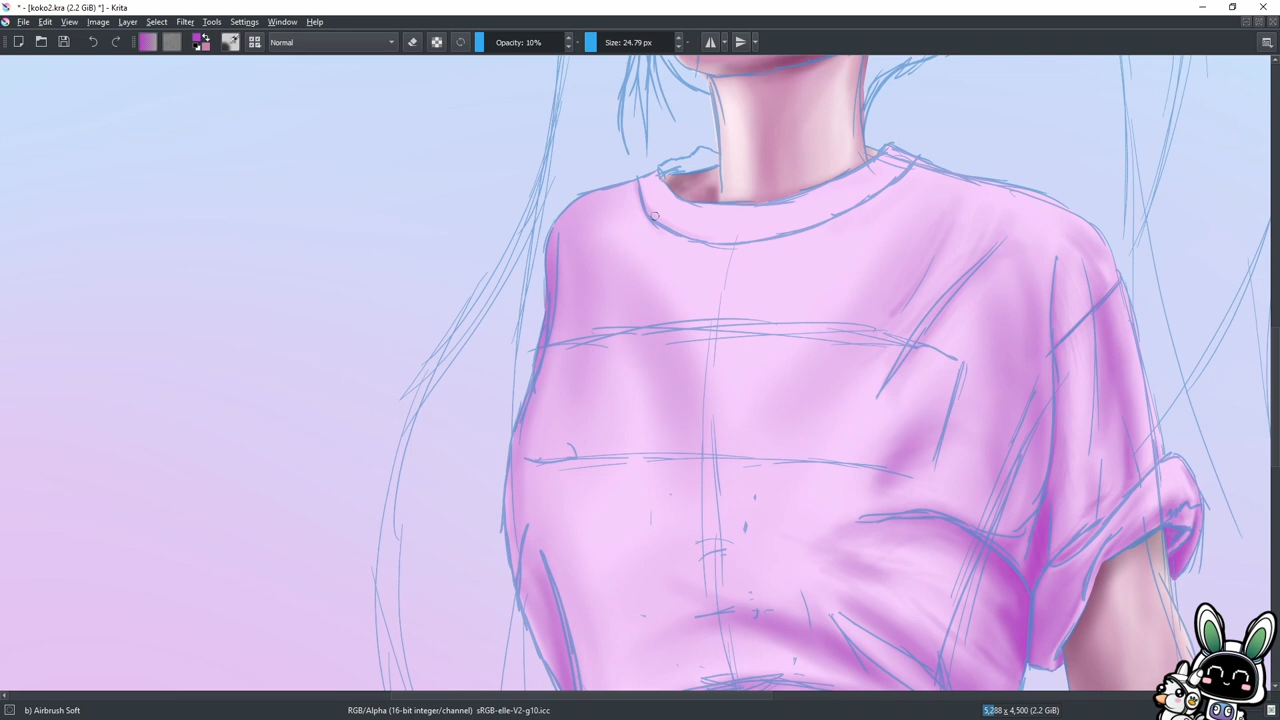 * - [koko2.kra (2.2 GiB) *] - Krita
File Edit View Image Layer Select Filter Tools Settings Window Help
Normal Opacity: 10% Size: 24.79 px
b) Airbrush Soft RGB/Alpha (16-bit integer/channel) sRGB-elle-V2-g10.icc 5,288 x 4,500 (2.2 GiB)